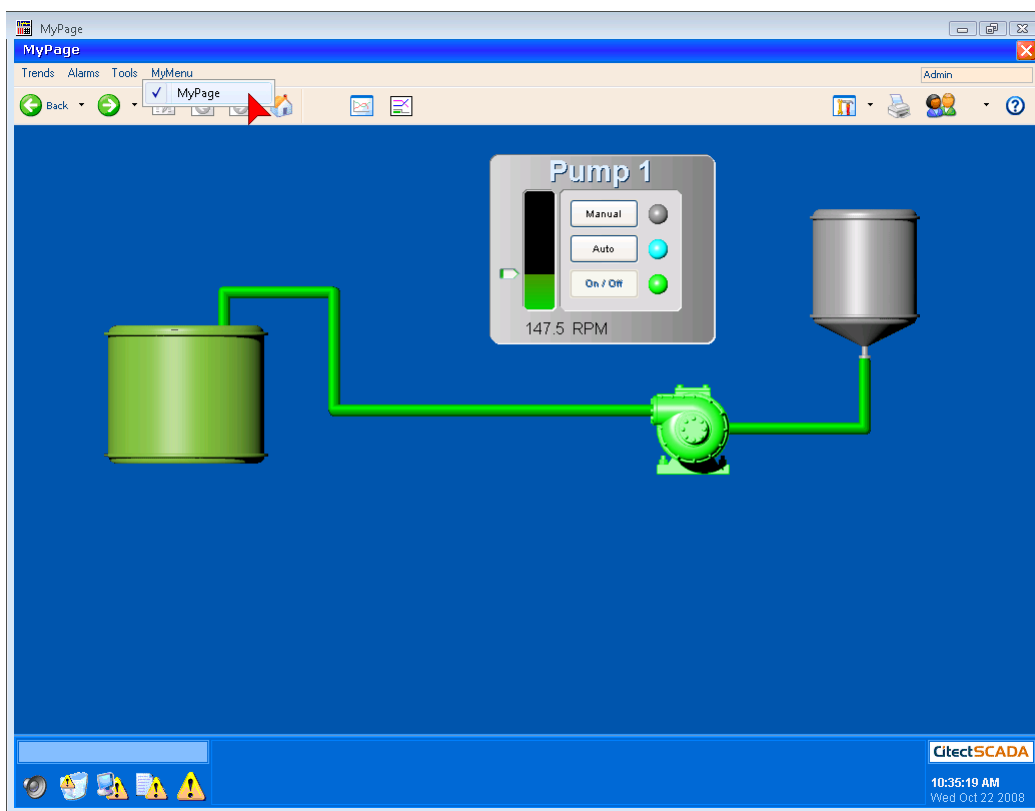 MyPage
MyPage
Trends Alarms Tools MyMenu
Admin
MyPage
Back
Pump 1
Manual
Auto
On / Off
147.5 RPM
CitectSCADA
10:35:19 AM
Wed Oct 22 2008